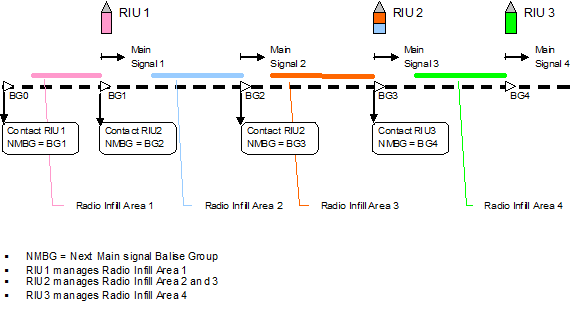 RIU 1
RIU 2
RIU 3
Main
Signal 1
Main
Signal 2
Main
Signal 3
Main
Signal 4
BG0
BG1
BG2
BG3
BG4
Contact RIU1
NMBG = BG1
Contact RIU2
NMBG = BG2
Contact RIU2
NMBG = BG3
Contact RIU3
NMBG = BG4
Radio Infill Area 1
Radio Infill Area 2
Radio Infill Area 3
Radio Infill Area 4
▪ NMBG = Next Main signal Balise Group
▪ RIU1 manages Radio Infill Area 1
▪ RIU2 manages Radio Infill Area 2 and 3
▪ RIU3 manages Radio Infill Area 4